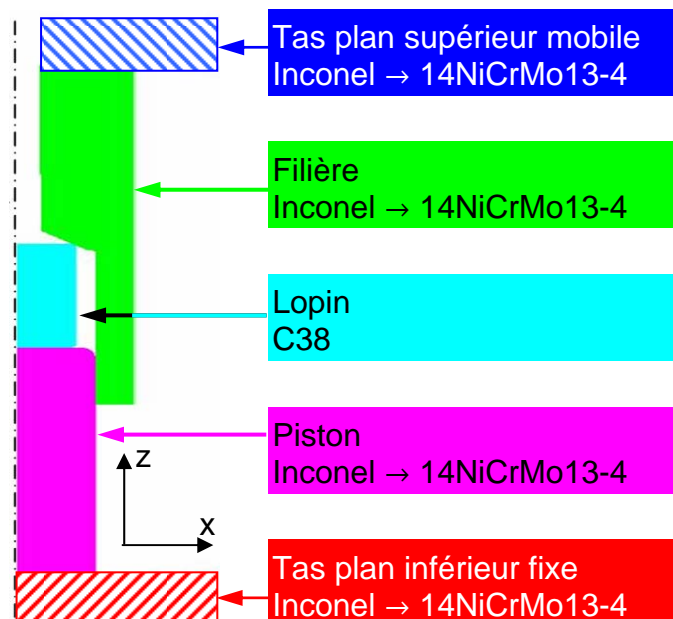 Tas plan supérieur mobile
Inconel → 14NiCrMo13-4
Filière
Inconel → 14NiCrMo13-4
Lopin
C38
Piston
Inconel → 14NiCrMo13-4
z
x
Tas plan inférieur fixe
Inconel → 14NiCrMo13-4